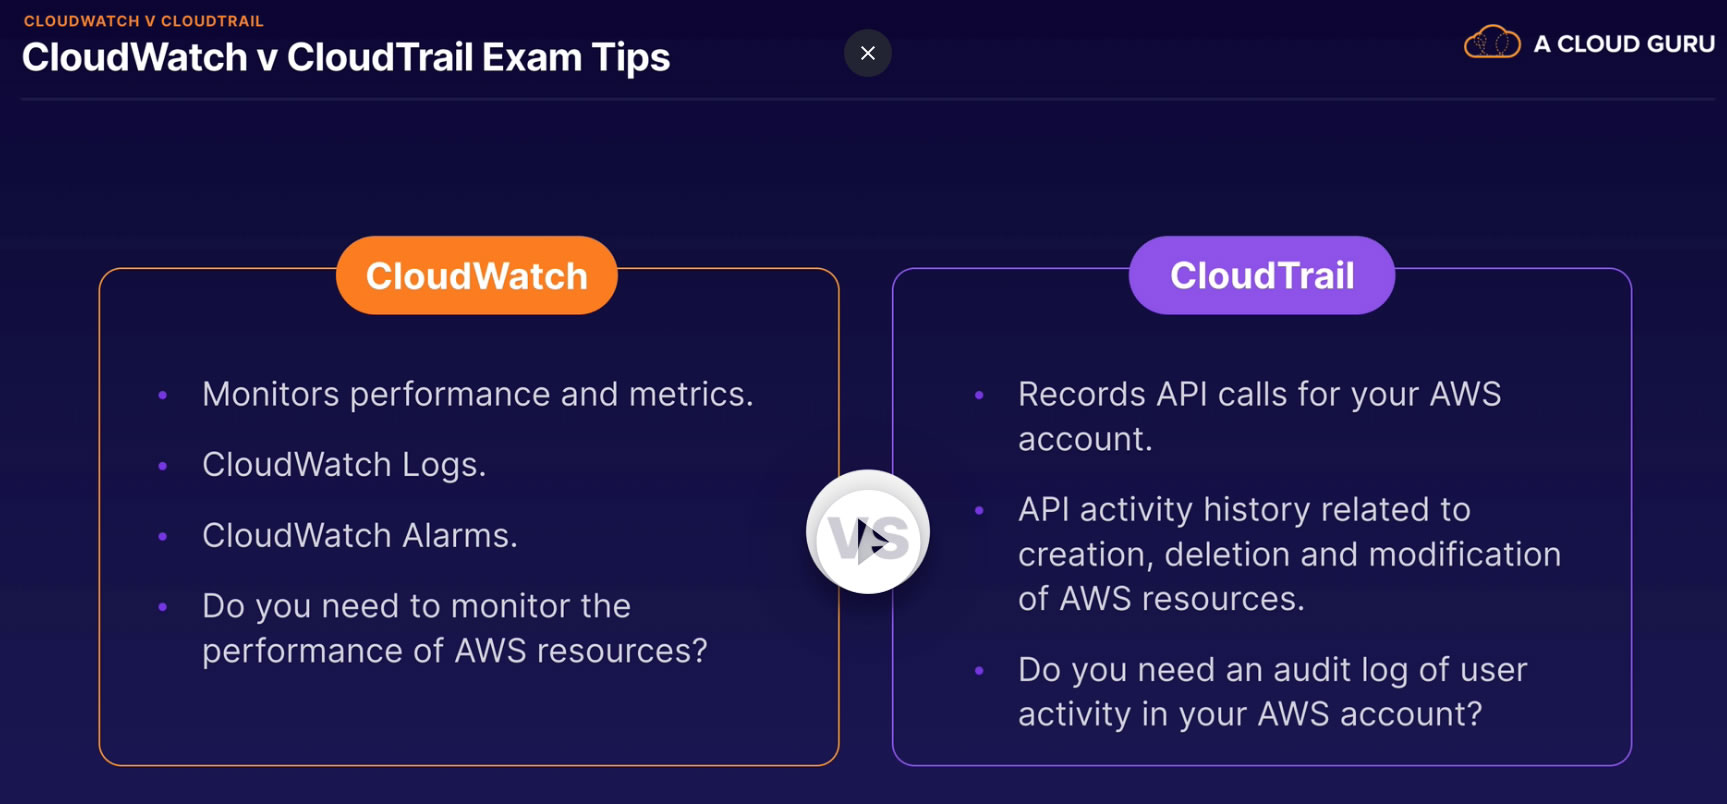 CLOUDWATCH V CLOUDTRAIL
CloudWatch v CloudTrail Exam Tips
A CLOUD GURU
CloudWatch
Monitors performance and metrics.
CloudWatch Logs.
CloudWatch Alarms.
Do you need to monitor the
performance of AWS resources?
VS
CloudTrail
Records API calls for your AWS
account.
API activity history related to
creation, deletion and modification
of AWS resources.
Do you need an audit log of user
activity in your AWS account?